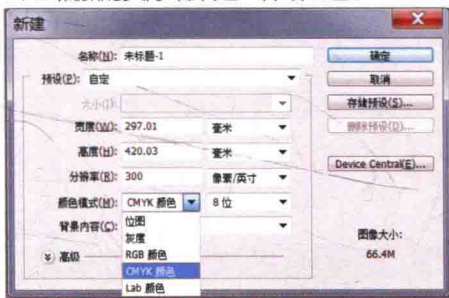 新建
名称(N): 未标题-1
确定
预设(P): 自定
取消
大小(I):
存储预设(S)...
宽度(W): 297.01 毫米
删除预设(D)...
高度(H): 420.03 毫米
Device Central(E)...
分辨率(R): 300 像素/英寸
颜色模式(M): CMYK 颜色 8 位
背景内容(C):
位图
灰度
RGB 颜色
CMYK 颜色
Lab 颜色
高级
图像大小:
66.4M